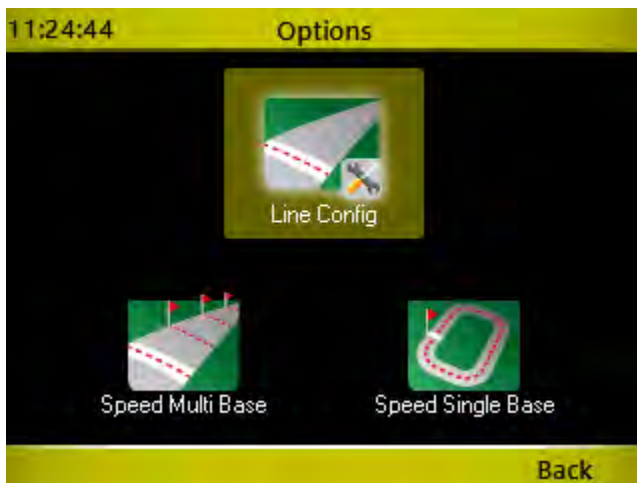 11:24:44 Options
Line Config
Speed Multi Base Speed Single Base
Back